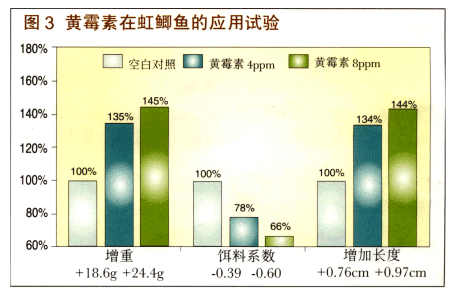 图 3 黄霉素在虹鲫鱼的应用试验
180%
160%
140%
120%
100%
80%
60%
空白对照 黄霉素 4ppm 黄霉素 8ppm
100% 135% 145%
100% 78% 66%
100% 134% 144%
增重 饵料系数 增加长度
+18.6g +24.4g -0.39 -0.60 +0.76cm +0.97cm